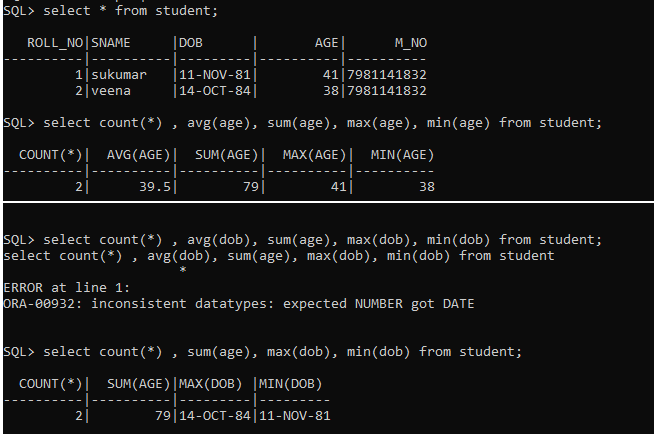 SQL> select * from student;
ROLL_NO|SNAME |DOB | AGE| M_NO
----------|----------|---------|----------|----------
1|sukumar |11-NOV-81| 41|7981141832
2|veena |14-OCT-84| 38|7981141832
SQL> select count(*) , avg(age), sum(age), max(age), min(age) from student;
COUNT(*)| AVG(AGE)| SUM(AGE)| MAX(AGE)| MIN(AGE)
----------|----------|----------|----------|----------
2| 39.5| 79| 41| 38
SQL> select count(*) , avg(dob), sum(age), max(dob), min(dob) from student;
select count(*) , avg(dob), sum(age), max(dob), min(dob) from student
*
ERROR at line 1:
ORA-00932: inconsistent datatypes: expected NUMBER got DATE
SQL> select count(*) , sum(age), max(dob), min(dob) from student;
COUNT(*)| SUM(AGE)|MAX(DOB) |MIN(DOB)
----------|----------|---------|---------
2| 79|14-OCT-84|11-NOV-81